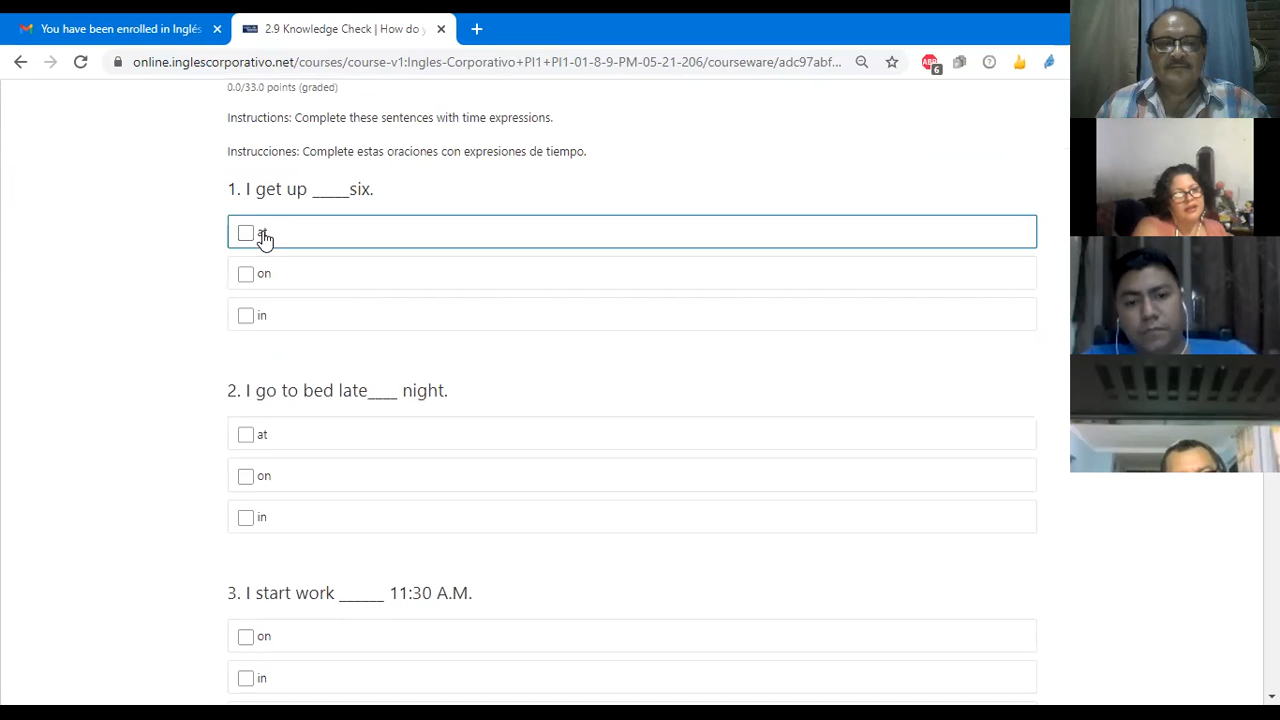 You have been enrolled in Inglés
2.9 Knowledge Check | How do y
online.inglescorporativo.net/courses/course-v1:Ingles-Corporativo+PI1+PI1-01-8-9-PM-05-21-206/courseware/adc97abf...
ABP
6
0.0/33.0 points (graded)
Instructions: Complete these sentences with time expressions.
Instrucciones: Complete estas oraciones con expresiones de tiempo.
1. I get up _____six.
at
on
in
2. I go to bed late____ night.
at
on
in
3. I start work ______ 11:30 A.M.
on
in